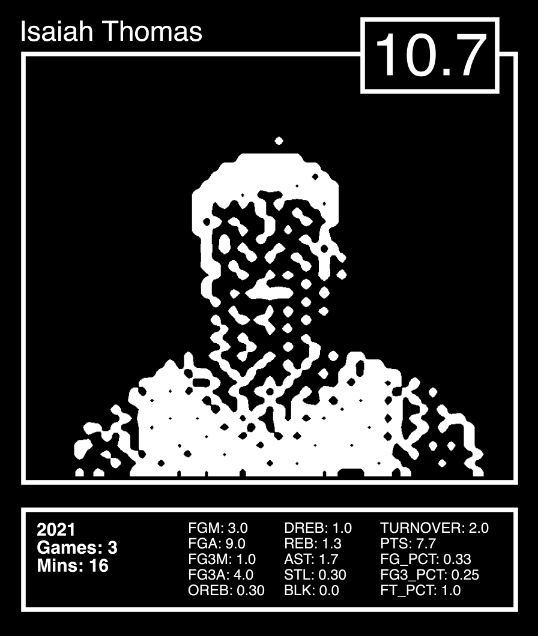 Isaiah Thomas
10.7
2021
Games: 3
Mins: 16
FGM: 3.0
FGA: 9.0
FG3M: 1.0
FG3A: 4.0
OREB: 0.30
DREB: 1.0
REB: 1.3
AST: 1.7
STL: 0.30
BLK: 0.0
TURNOVER: 2.0
PTS: 7.7
FG_PCT: 0.33
FG3_PCT: 0.25
FT_PCT: 1.0